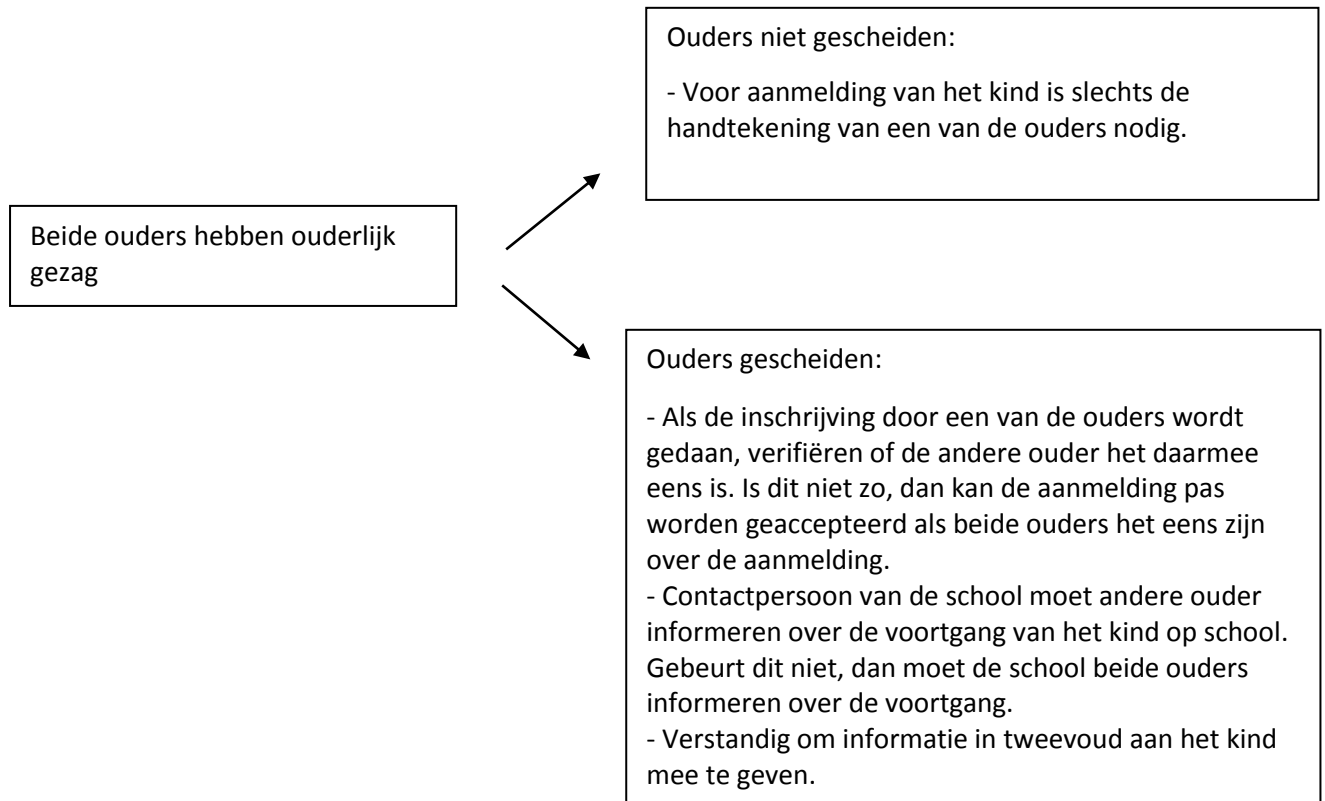 Ouders niet gescheiden:
- Voor aanmelding van het kind is slechts de
handtekening van een van de ouders nodig.
Beide ouders hebben ouderlijk
gezag
Ouders gescheiden:
- Als de inschrijving door een van de ouders wordt
gedaan, verifiëren of de andere ouder het daarmee
eens is. Is dit niet zo, dan kan de aanmelding pas
worden geaccepteerd als beide ouders het eens zijn
over de aanmelding.
- Contactpersoon van de school moet andere ouder
informeren over de voortgang van het kind op school.
Gebeurt dit niet, dan moet de school beide ouders
informeren over de voortgang.
- Verstandig om informatie in tweevoud aan het kind
mee te geven.